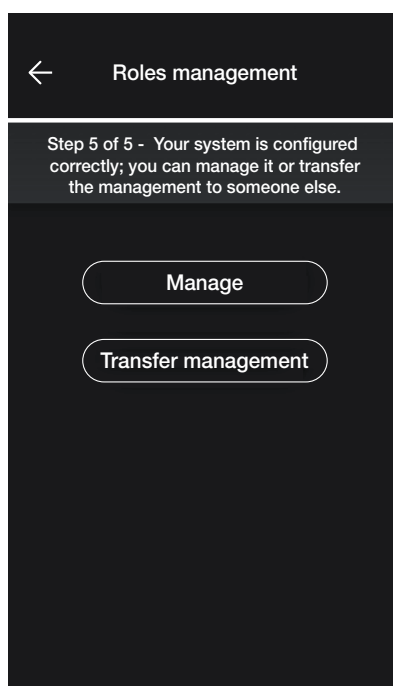 Roles management
Step 5 of 5 - Your system is configured
correctly; you can manage it or transfer
the management to someone else.
Manage
Transfer management